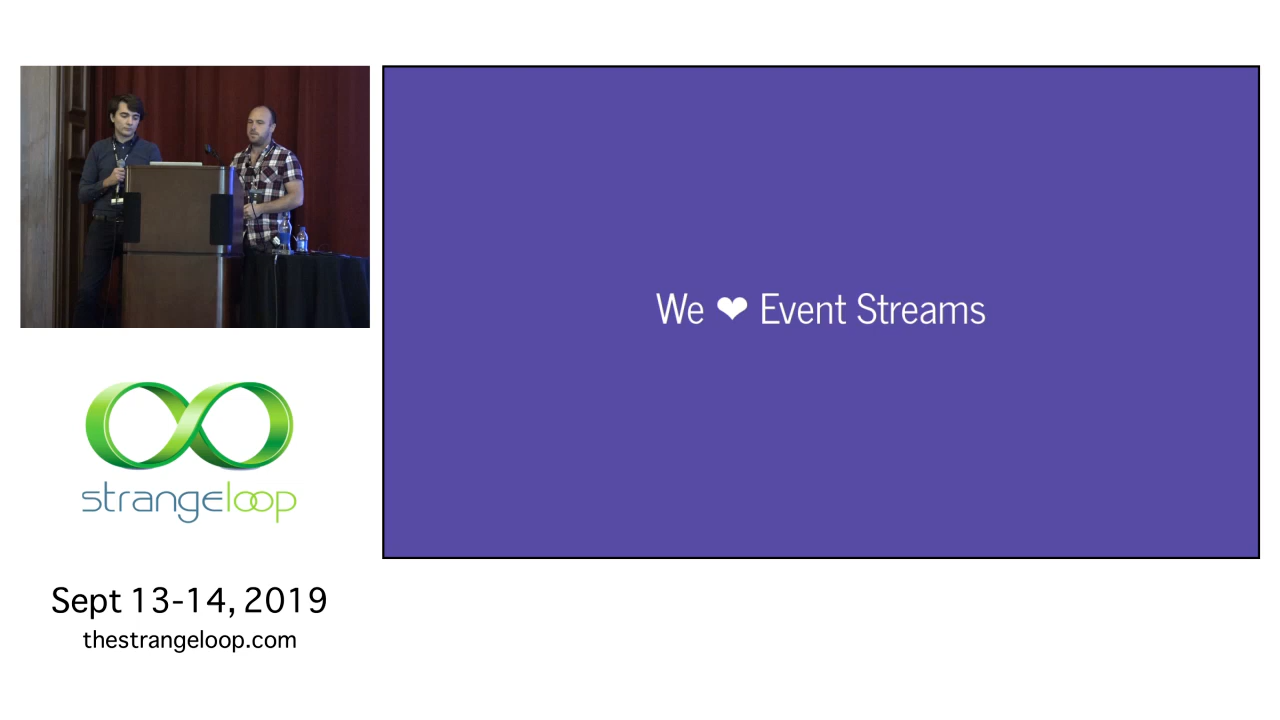 We ❤ Event Streams
strangeloop
Sept 13-14, 2019
thestrangeloop.com